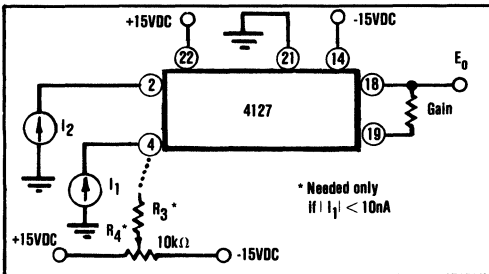 +15VDC
-15VDC
22
21
14
E₀
2
4127
18
Gain
19
I₂
4
I₁
R₃*
* Needed only
if | I₁| < 10nA
R₄*
10kΩ
+15VDC
-15VDC